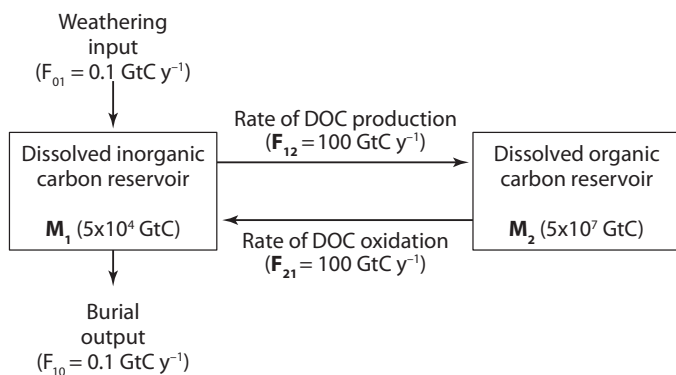 Weathering
input
(F₀₁ = 0.1 GtC y⁻¹)
Rate of DOC production
(F₁₂ = 100 GtC y⁻¹)
Dissolved inorganic
carbon reservoir
M₁ (5x10⁴ GtC)
Dissolved organic
carbon reservoir
M₂ (5x10⁷ GtC)
Rate of DOC oxidation
(F₂₁ = 100 GtC y⁻¹)
Burial
output
(F₁₀ = 0.1 GtC y⁻¹)